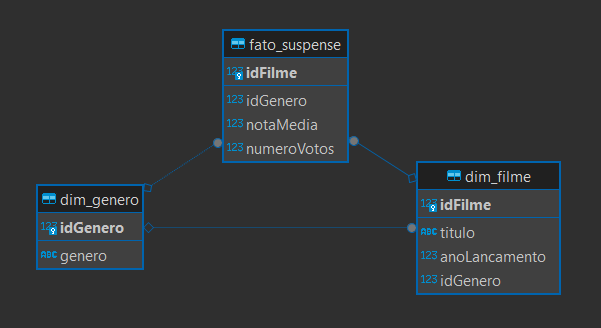 fato_suspense
123 idFilme
123 idGenero
123 notaMedia
123 numeroVotos
dim_genero
123 idGenero
ABC genero
dim_filme
123 idFilme
ABC titulo
123 anoLancamento
123 idGenero